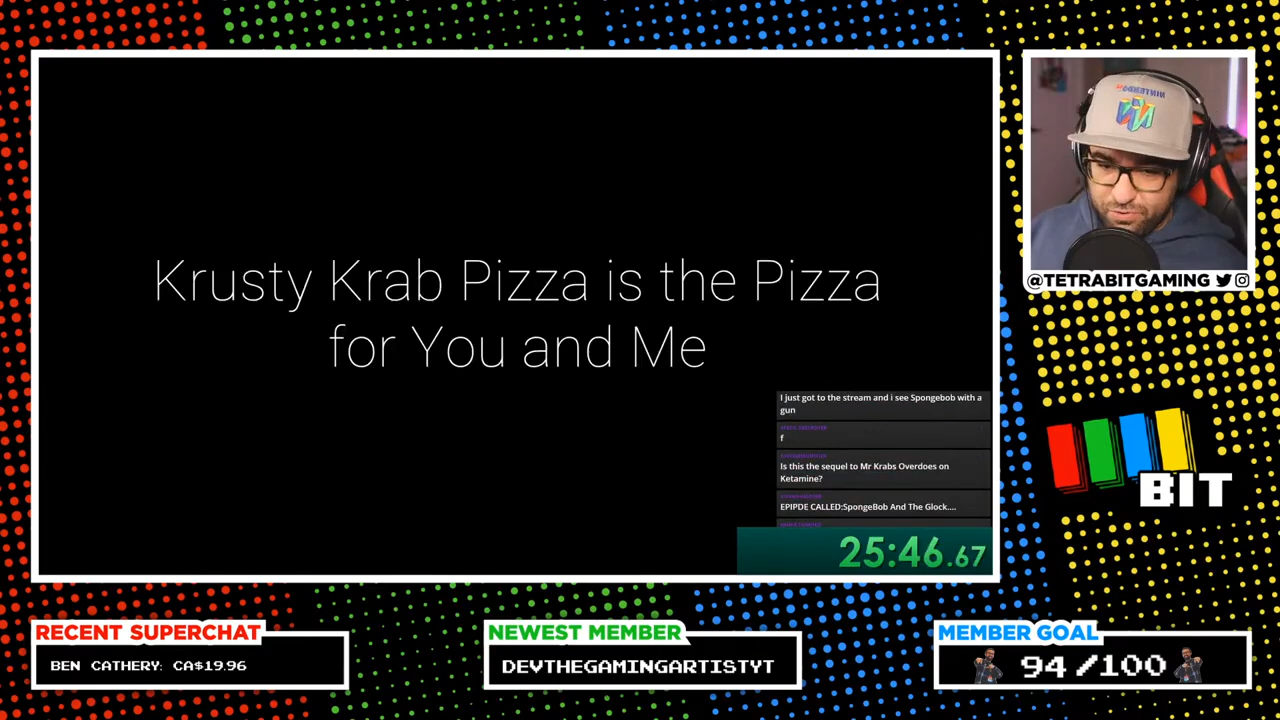 Krusty Krab Pizza is the Pizza
for You and Me
I just got to the stream and i see Spongebob with a
gun
f
Is this the sequel to Mr Krabs Overdoes on
Ketamine?
EPIPDE CALLED:SpongeBob And The Glock....
25:46.67
@TETRABITGAMING
BIT
RECENT SUPERCHAT
BEN CATHERY: CA$19.96
NEWEST MEMBER
DEVTHEGAMINGARTISTYT
MEMBER GOAL
94 /100